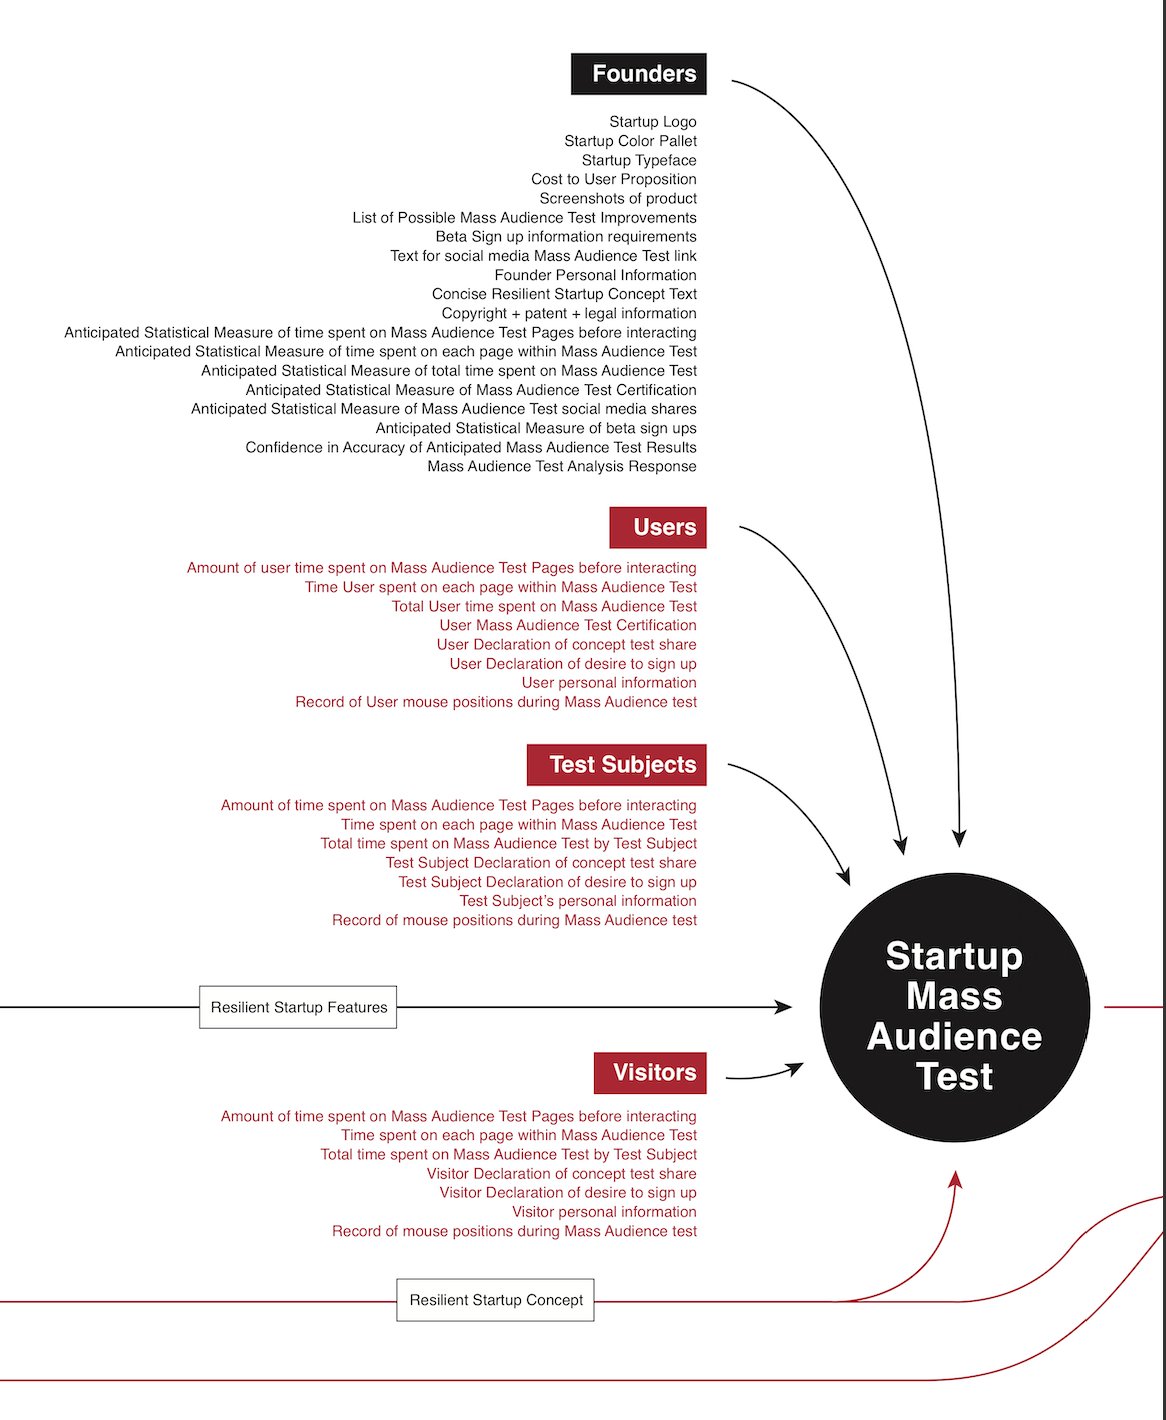 Founders
Startup Logo
Startup Color Pallet
Startup Typeface
Cost to User Proposition
Screenshots of product
List of Possible Mass Audience Test Improvements
Beta Sign up information requirements
Text for social media Mass Audience Test link
Founder Personal Information
Concise Resilient Startup Concept Text
Copyright + patent + legal information
Anticipated Statistical Measure of time spent on Mass Audience Test Pages before interacting
Anticipated Statistical Measure of time spent on each page within Mass Audience Test
Anticipated Statistical Measure of total time spent on Mass Audience Test
Anticipated Statistical Measure of Mass Audience Test Certification
Anticipated Statistical Measure of Mass Audience Test social media shares
Anticipated Statistical Measure of beta sign ups
Confidence in Accuracy of Anticipated Mass Audience Test Results
Mass Audience Test Analysis Response
Users
Amount of user time spent on Mass Audience Test Pages before interacting
Time User spent on each page within Mass Audience Test
Total User time spent on Mass Audience Test
User Mass Audience Test Certification
User Declaration of concept test share
User Declaration of desire to sign up
User personal information
Record of User mouse positions during Mass Audience test
Test Subjects
Amount of time spent on Mass Audience Test Pages before interacting
Time spent on each page within Mass Audience Test
Total time spent on Mass Audience Test by Test Subject
Test Subject Declaration of concept test share
Test Subject Declaration of desire to sign up
Test Subject's personal information
Record of mouse positions during Mass Audience test
Resilient Startup Features
Startup
Mass
Audience
Test
Visitors
Amount of time spent on Mass Audience Test Pages before interacting
Time spent on each page within Mass Audience Test
Total time spent on Mass Audience Test by Test Subject
Visitor Declaration of concept test share
Visitor Declaration of desire to sign up
Visitor personal information
Record of mouse positions during Mass Audience test
Resilient Startup Concept